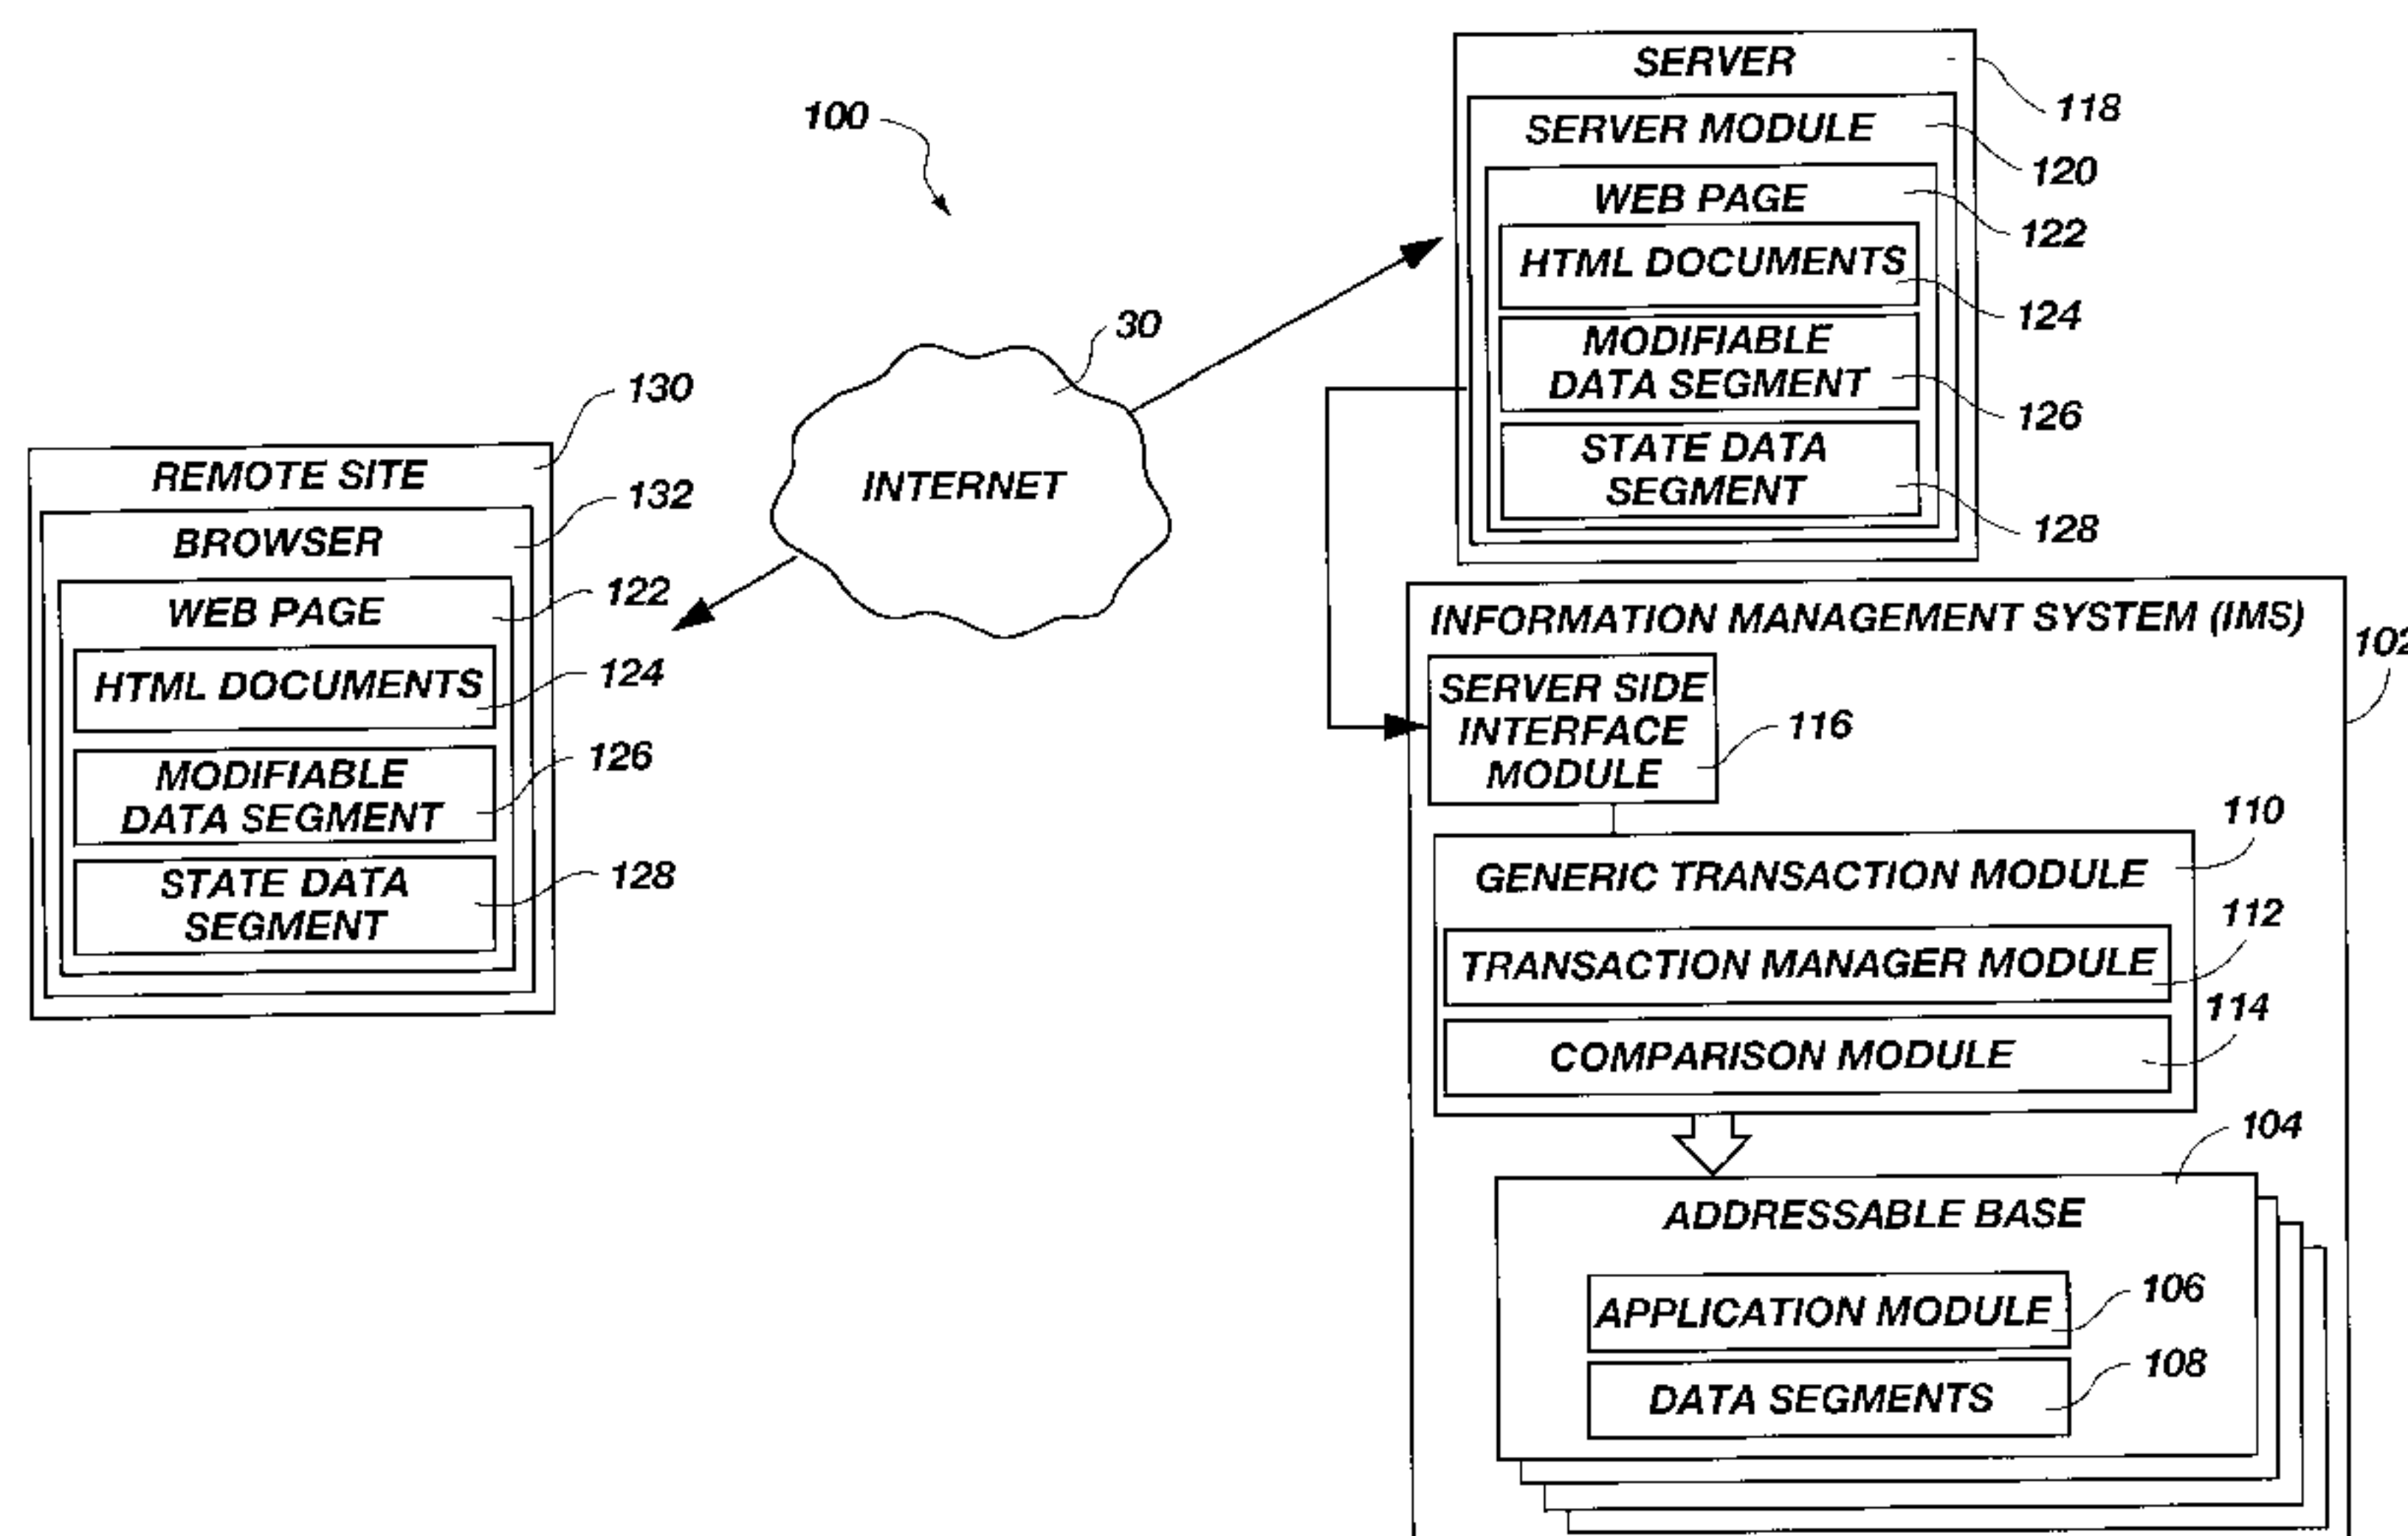 100
30
INTERNET
130
REMOTE SITE
132
BROWSER
122
WEB PAGE
124
HTML DOCUMENTS
126
MODIFIABLE
DATA SEGMENT
128
STATE DATA
SEGMENT
SERVER
118
SERVER MODULE
120
WEB PAGE
122
HTML DOCUMENTS
124
MODIFIABLE
DATA SEGMENT
126
STATE DATA
SEGMENT
128
INFORMATION MANAGEMENT SYSTEM (IMS)
102
SERVER SIDE
INTERFACE
MODULE
116
110
GENERIC TRANSACTION MODULE
112
TRANSACTION MANAGER MODULE
114
COMPARISON MODULE
104
ADDRESSABLE BASE
APPLICATION MODULE
106
DATA SEGMENTS
108